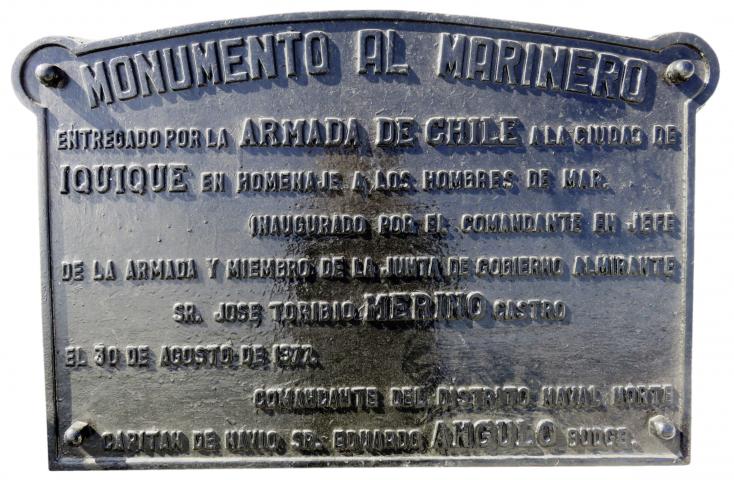 MONUMENTO AL MARINERO
ENTREGADO POR LA ARMADA DE CHILE A LA CIUDAD DE
IQUIQUE EN HOMENAJE A LOS HOMBRES DE MAR.
INAUGURADO POR EL COMANDANTE EN JEFE
DE LA ARMADA Y MIEMBRO DE LA JUNTA DE GOBIERNO ALMIRANTE
SR. JOSE TORIBIO MERINO CASTRO
EL 30 DE AGOSTO DE 1977.
COMANDANTE DEL DISTRITO NAVAL NORTE
CAPITAN DE NAVIO, SR. EDUARDO ANGULO BUDGE.